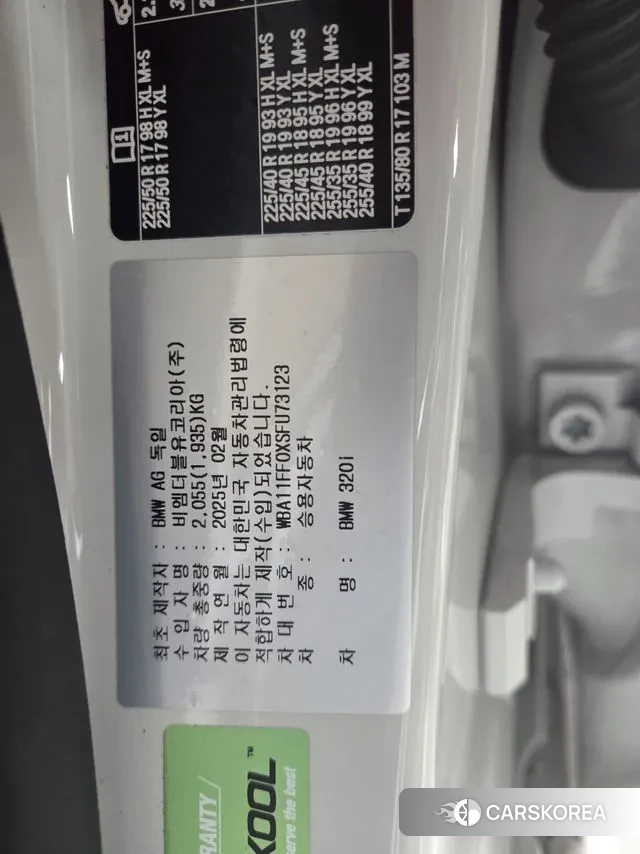 225/50 R 17 98 H XL M+S
225/50 R 17 98 Y XL
225/40 R 19 93 H XL M+S
225/40 R 19 93 Y XL
225/45 R 18 95 H XL M+S
225/45 R 18 95 Y XL
255/35 R 19 96 H XL M+S
255/35 R 19 96 Y XL
255/40 R 18 99 Y XL
T 135/80 R 17 103 M
최초 제작자 : BMW AG 독일
수 입 자 명 : 비엠더블유코리아(주)
차량 총중량 : 2,055(1,935)KG
제 작 연 월 : 2025년 02월
이 자동차는 대한민국 자동차관리법령에
적합하게 제작(수입)되었습니다.
차 대 번 호 : WBA11FF0XSFU73123
차 종 : 승용자동차
차 명 : BMW 320i
KOOL™
the best
CARSKOREA